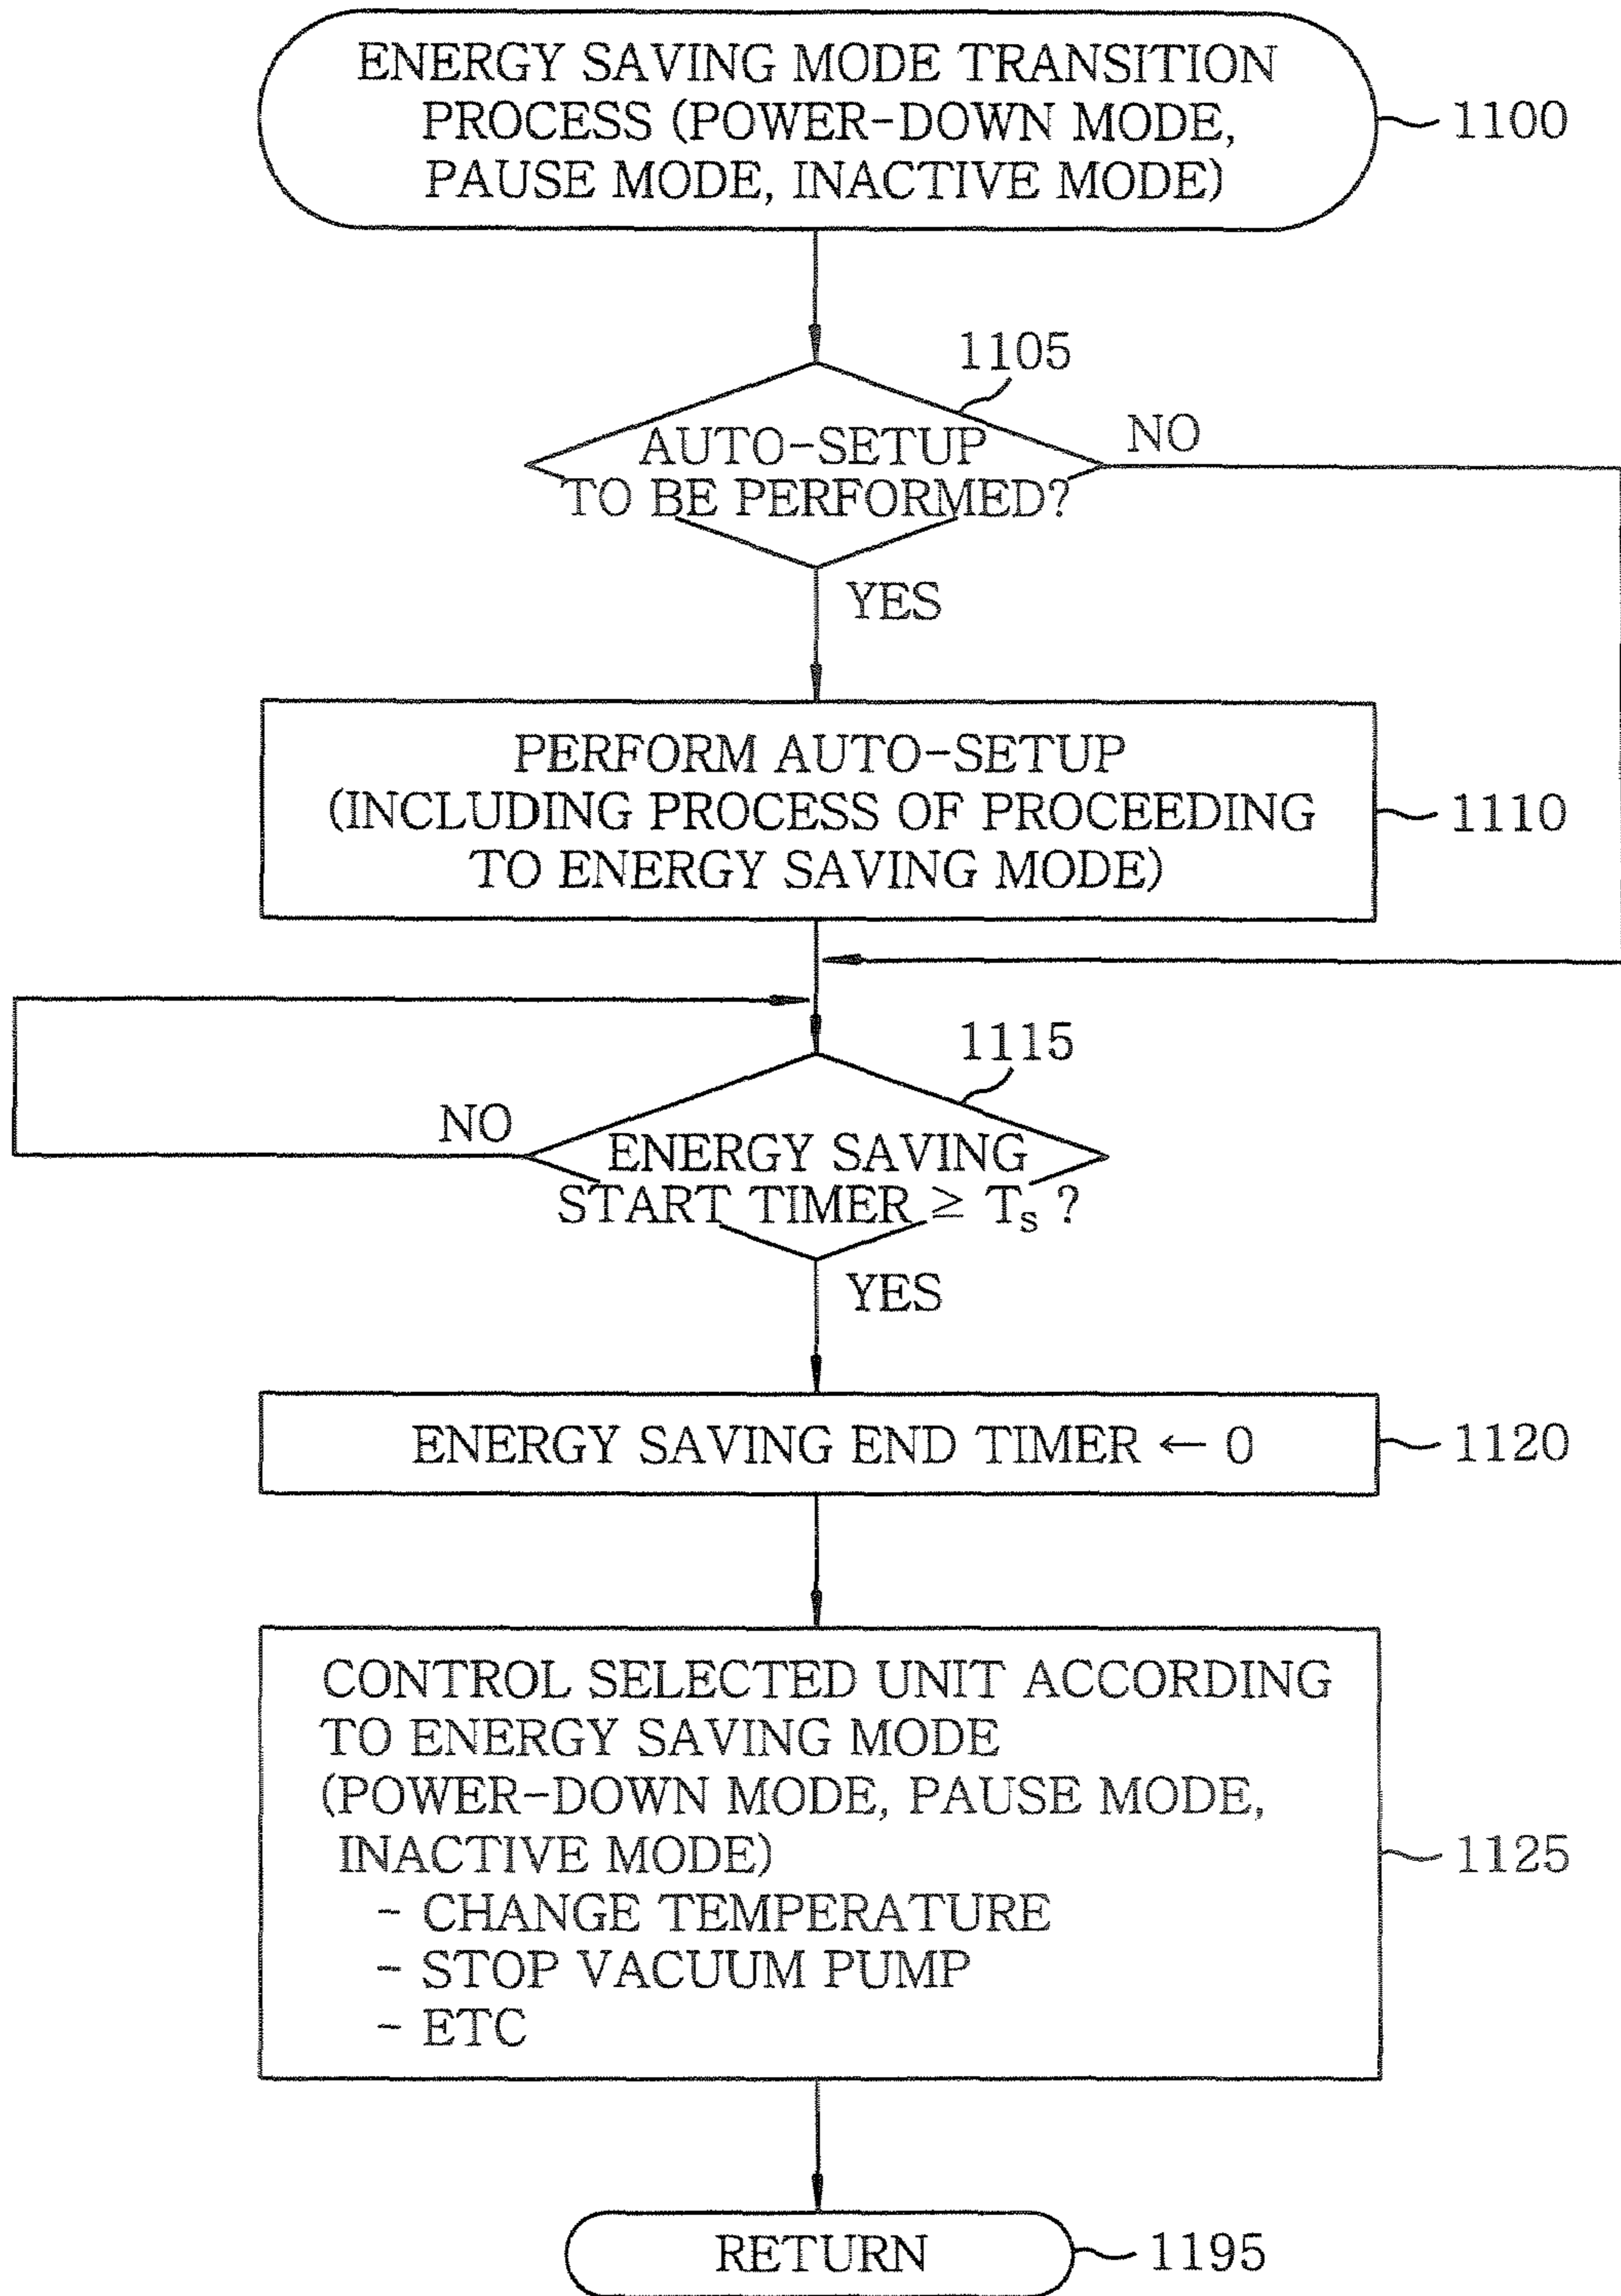 ENERGY SAVING MODE TRANSITION
PROCESS (POWER-DOWN MODE,
PAUSE MODE, INACTIVE MODE)
1100
1105
AUTO-SETUP
TO BE PERFORMED?
NO
YES
PERFORM AUTO-SETUP
(INCLUDING PROCESS OF PROCEEDING
TO ENERGY SAVING MODE)
1110
1115
NO
ENERGY SAVING
START TIMER ≥ Ts ?
YES
ENERGY SAVING END TIMER ← 0
1120
CONTROL SELECTED UNIT ACCORDING
TO ENERGY SAVING MODE
(POWER-DOWN MODE, PAUSE MODE,
INACTIVE MODE)
- CHANGE TEMPERATURE
- STOP VACUUM PUMP
- ETC
1125
RETURN
1195